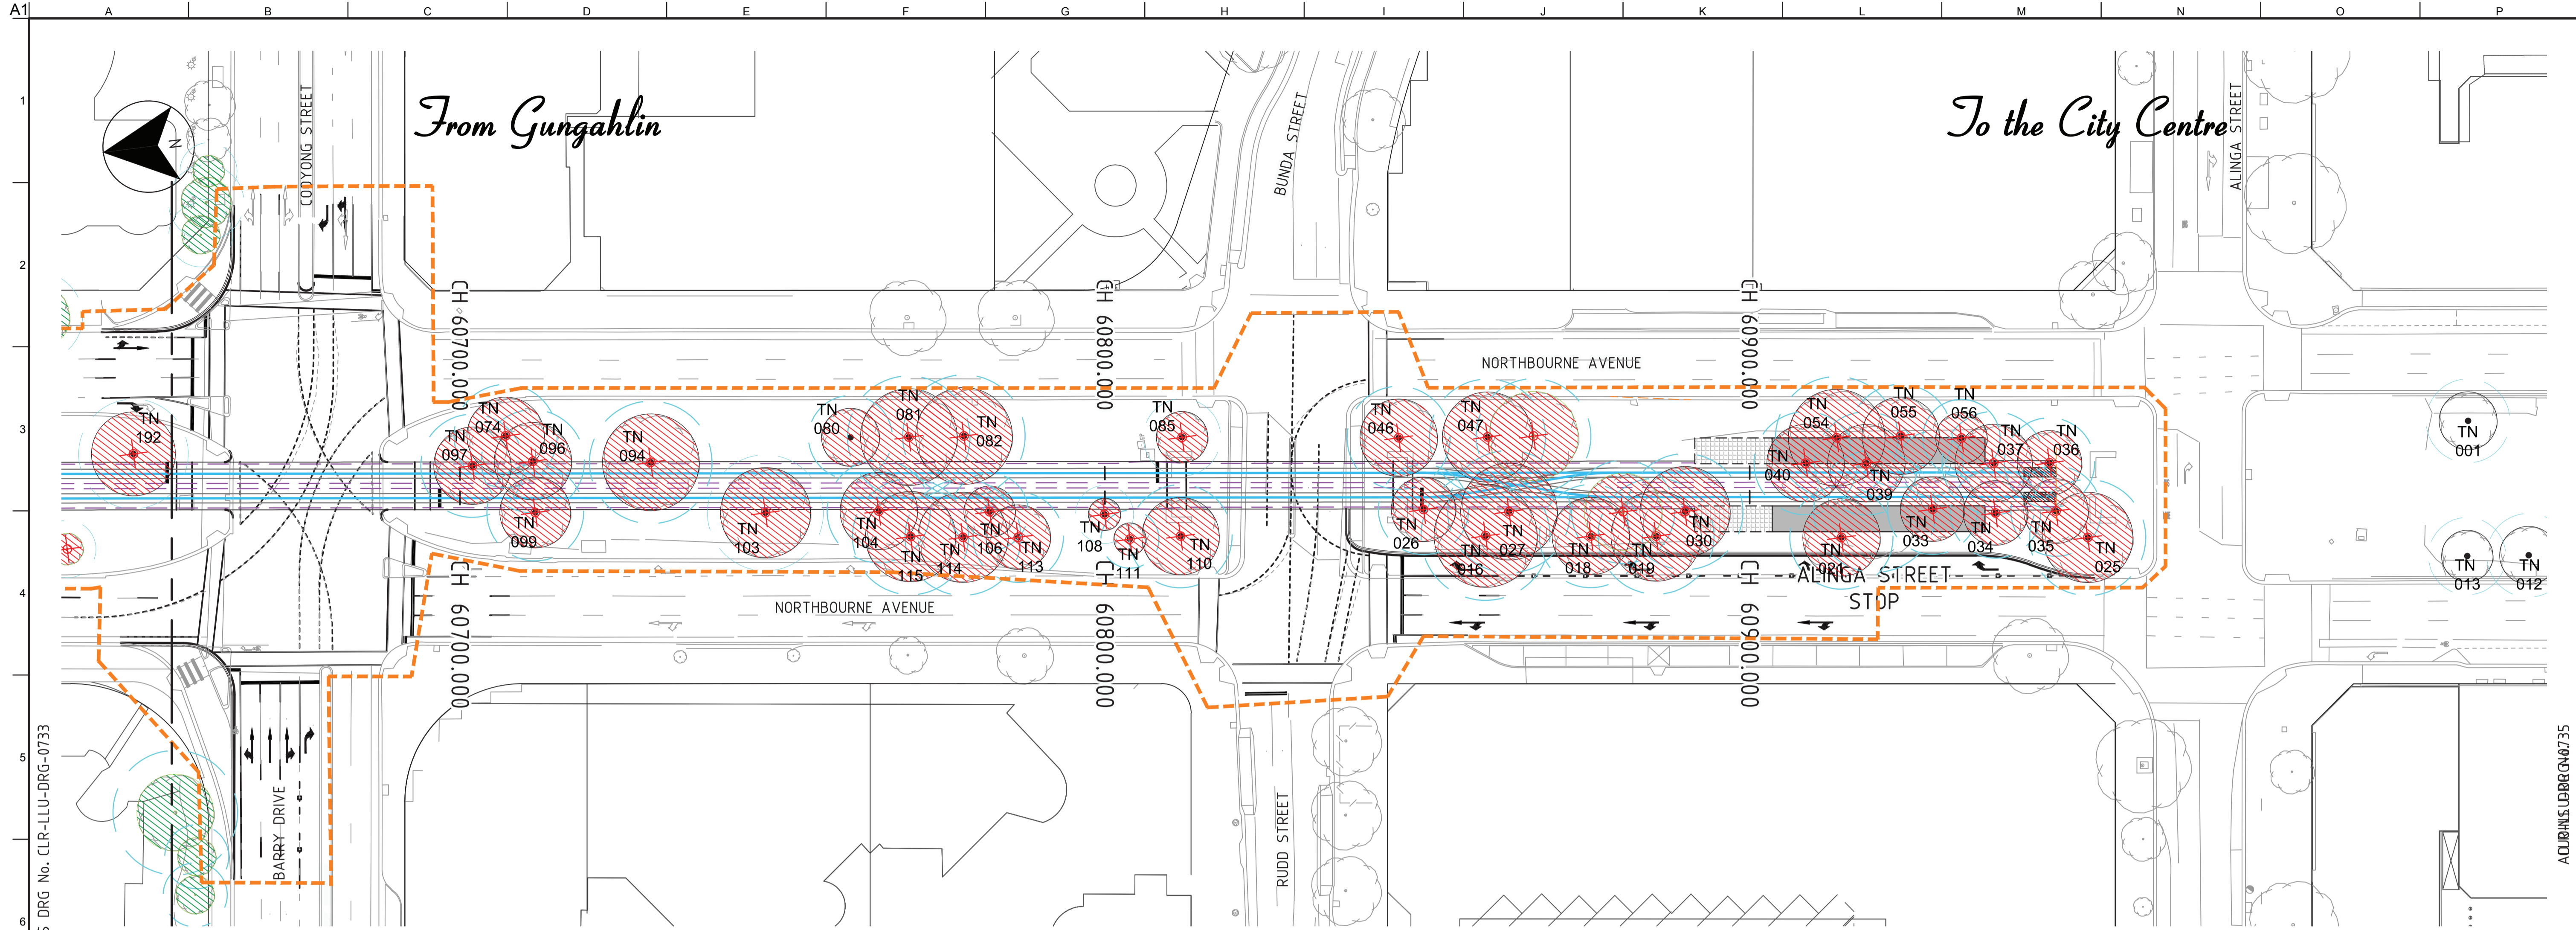 A1
A
B
C
D
E
F
G
H
I
J
K
L
M
N
O
P
1
2
3
4
5
6
N
From Gungahlin
To the City Centre
COOYONG STREET
BUNDA STREET
ALINGA STREET
CH 60700.000
CH 60800.000
CH 60900.000
NORTHBOURNE AVENUE
TN
192
TN
097
TN
074
TN
096
TN
099
TN
094
TN
103
TN
080
TN
081
TN
082
TN
104
TN
115
TN
114
TN
106
TN
113
TN
108
TN
111
TN
085
TN
110
TN
046
TN
026
TN
047
TN
016
TN
027
TN
018
TN
019
TN
030
TN
040
TN
054
TN
039
TN
055
TN
056
TN
037
TN
036
TN
021
TN
033
TN
034
TN
035
TN
025
TN
001
TN
013
TN
012
ALINGA STREET
STOP
NORTHBOURNE AVENUE
CH 60700.000
CH 60800.000
CH 60900.000
BARRY DRIVE
RUDD STREET
DRG No. CLR-LLU-DRG-0733